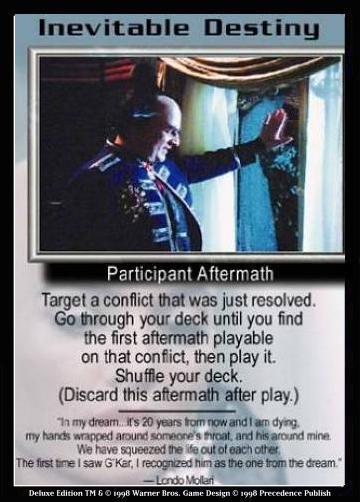 Inevitable Destiny
Participant Aftermath
Target a conflict that was just resolved.
Go through your deck until you find
the first aftermath playable
on that conflict, then play it.
Shuffle your deck.
(Discard this aftermath after play.)
"In my dream...it's 20 years from now and I am dying,
my hands wrapped around someone's throat, and his around mine.
We have squeezed the life out of each other.
The first time I saw G'Kar, I recognized him as the one from the dream."
— Londo Mollari
Deluxe Edition TM & © 1998 Warner Bros. Game Design © 1998 Precedence Publish